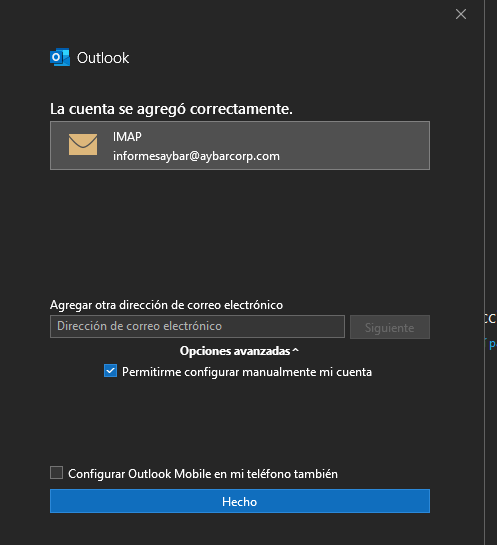 Outlook
La cuenta se agregó correctamente.
IMAP
informesaybar@aybarcorp.com
Agregar otra dirección de correo electrónico
Dirección de correo electrónico
Siguiente
Opciones avanzadas
Permitirme configurar manualmente mi cuenta
Configurar Outlook Mobile en mi teléfono también
Hecho